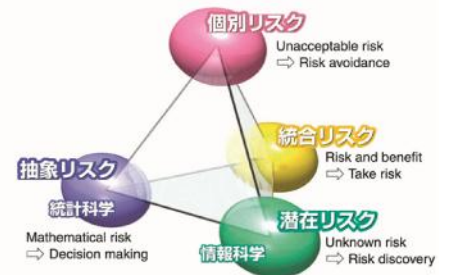 個別リスク
Unacceptable risk
⇨ Risk avoidance
統合リスク
Risk and benefit
⇨ Take risk
抽象リスク
統計科学
Mathematical risk
⇨ Decision making
潜在リスク
情報科学
Unknown risk
⇨ Risk discovery